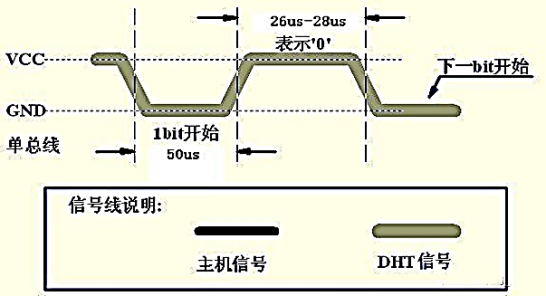 26us-28us
表示'0'
VCC
下一bit开始
GND
1bit开始
单总线
50us
信号线说明:
主机信号
DHT信号